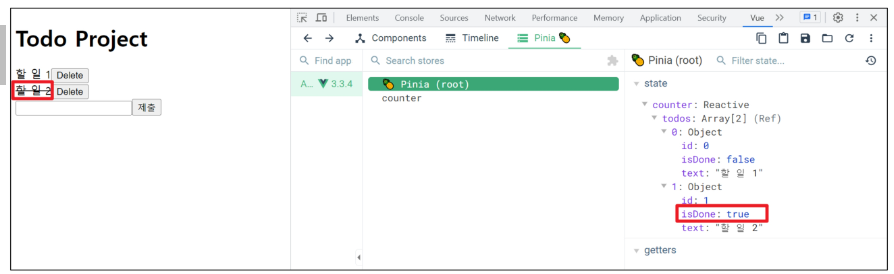 Todo Project
할 일 1 Delete
할 일 2 Delete
제출
Elements Console Sources Network Performance Memory Application Security Vue >> 1
Components Timeline Pinia 🍍
Find app
Search stores
A... 3.3.4
🍍 Pinia (root)
counter
🍍 Pinia (root) Filter state...
state
counter: Reactive
todos: Array[2] (Ref)
0: Object
id: 0
isDone: false
text: "할 일 1"
1: Object
id: 1
isDone: true
text: "할 일 2"
getters